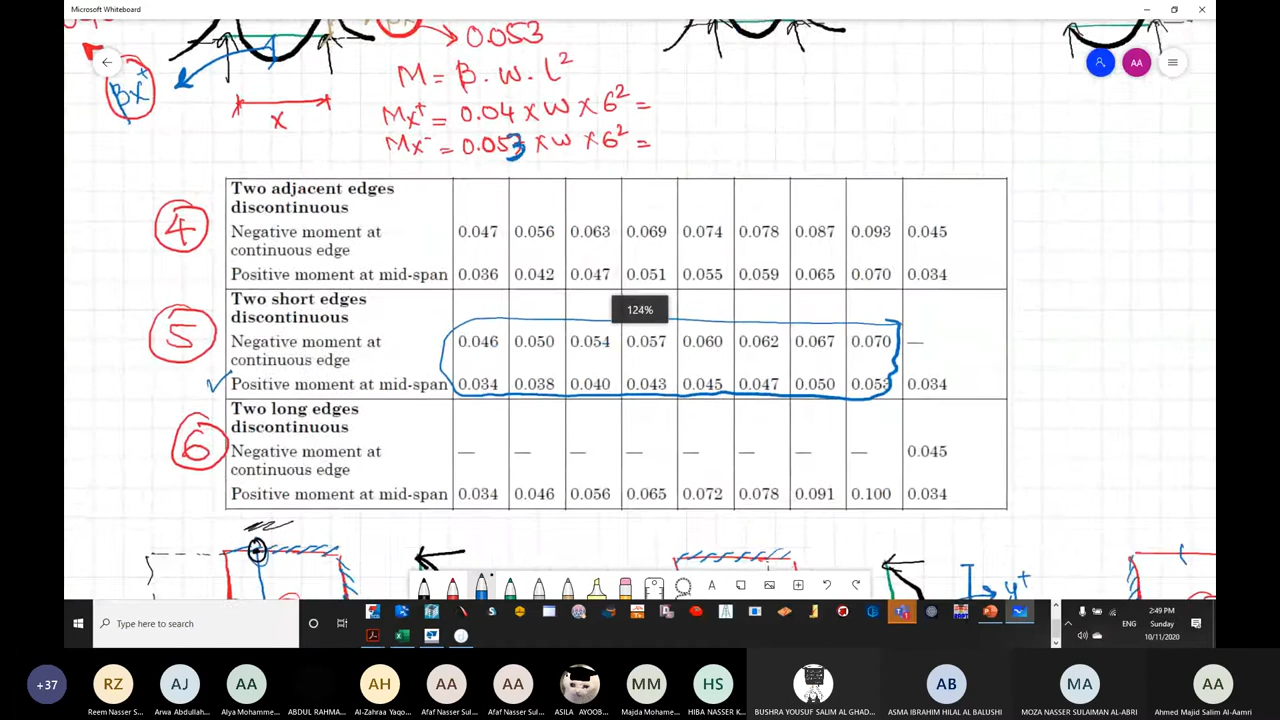 Microsoft Whiteboard
0.053
M = β . w . l²
Mx⁺ = 0.04 × w × 6² =
Mx⁻ = 0.053 × w × 6² =
βx⁺
x
4
Two adjacent edges
discontinuous
Negative moment at 0.047 0.056 0.063 0.069 0.074 0.078 0.087 0.093 0.045
continuous edge
Positive moment at mid-span 0.036 0.042 0.047 0.051 0.055 0.059 0.065 0.070 0.034
5
Two short edges
discontinuous
124%
Negative moment at 0.046 0.050 0.054 0.057 0.060 0.062 0.067 0.070 —
continuous edge
Positive moment at mid-span 0.034 0.038 0.040 0.043 0.045 0.047 0.050 0.053 0.034
6
Two long edges
discontinuous
Negative moment at — — — — — — — — 0.045
continuous edge
Positive moment at mid-span 0.034 0.046 0.056 0.065 0.072 0.078 0.091 0.100 0.034
y⁺
AA
Type here to search
ENG
2:49 PM
Sunday
10/11/2020
+37
RZ
AJ
AA
AH
AA
AA
MM
HS
AB
MA
AA
Reem Nasser S...
Arwa Abdullah...
Alya Mohamme...
ABDUL RAHMA...
Al-Zahraa Yaqo...
Afaf Nasser Sul...
Afaf Nasser Sul...
ASILA AYOOB...
Majda Mohame...
HIBA NASSER K...
BUSHRA YOUSUF SALIM AL GHAD...
ASMA IBRAHIM HILAL AL BALUSHI
MOZA NASSER SULAIMAN AL-ABRI
Ahmed Majid Salim Al-Aamri